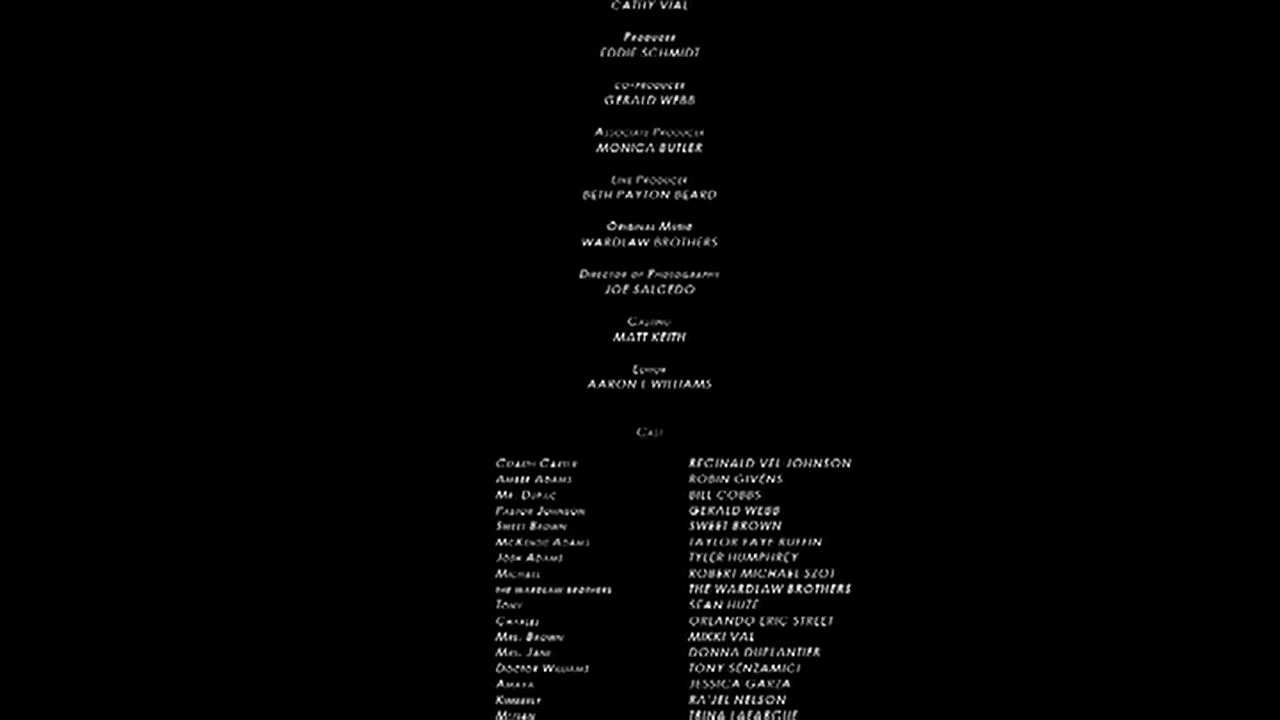 CATHY VIAL
PRODUCER
EDDIE SCHMIDT
CO-PRODUCER
GERALD WEBB
ASSOCIATE PRODUCER
MONICA BUTLER
LINE PRODUCER
BETH PAYTON BEARD
ORIGINAL MUSIC
WARDLAW BROTHERS
DIRECTOR OF PHOTOGRAPHY
JOE SALCEDO
CASTING
MATT KEITH
EDITOR
AARON L WILLIAMS
CAST
COACH CARTER REGINALD VEL JOHNSON
AMBER ADAMS ROBIN GIVENS
MR. BILL COBBS
PASTOR JOHNSON GERALD WEBB
SWEET BROWN SWEET BROWN
MCKENZIE ADAMS TAYLOR FAYE RUFFIN
JOSH ADAMS TYLER HUMPHREY
MICHAEL ROBERT MICHAEL SZOT
THE WARDLAW BROTHERS THE WARDLAW BROTHERS
TONY SEAN HUZE
CHARLES ORLANDO ERIC STREET
MRS. BROWN MIKKI VAL
MRS. JANE DONNA DUPLANTIER
DOCTOR WILLIAMS TONY SENZAMICI
AMAYA JESSICA GARZA
KIMBERLY RA'JEL NELSON
TRINA LAFARGUE